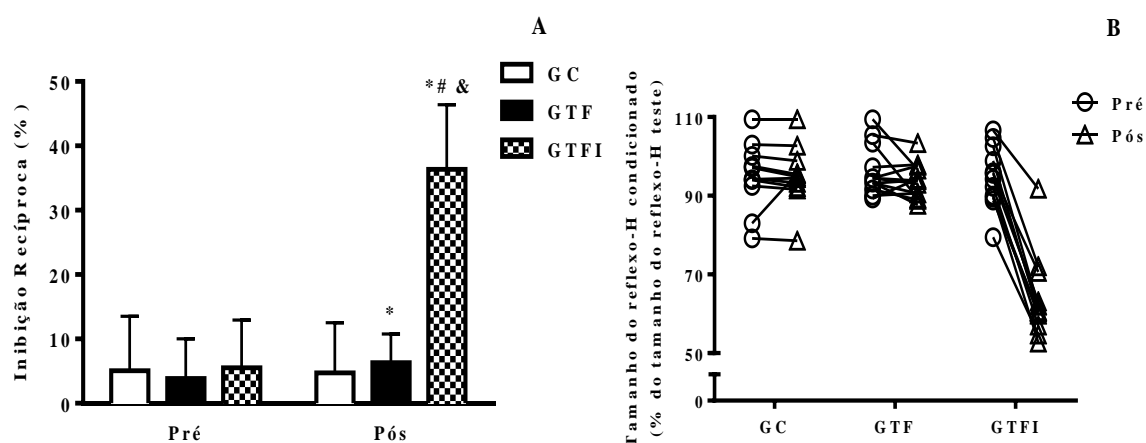 A
Inibição Recíproca (%)
50
40
30
20
10
0
*# &
*
Pré
Pós
GC
GTF
GTFI
B
Tamanho do reflexo-H condicionado
(% do tamanho do reflexo-H teste)
110
90
70
50
0
GC
GTF
GTFI
Pré
Pós